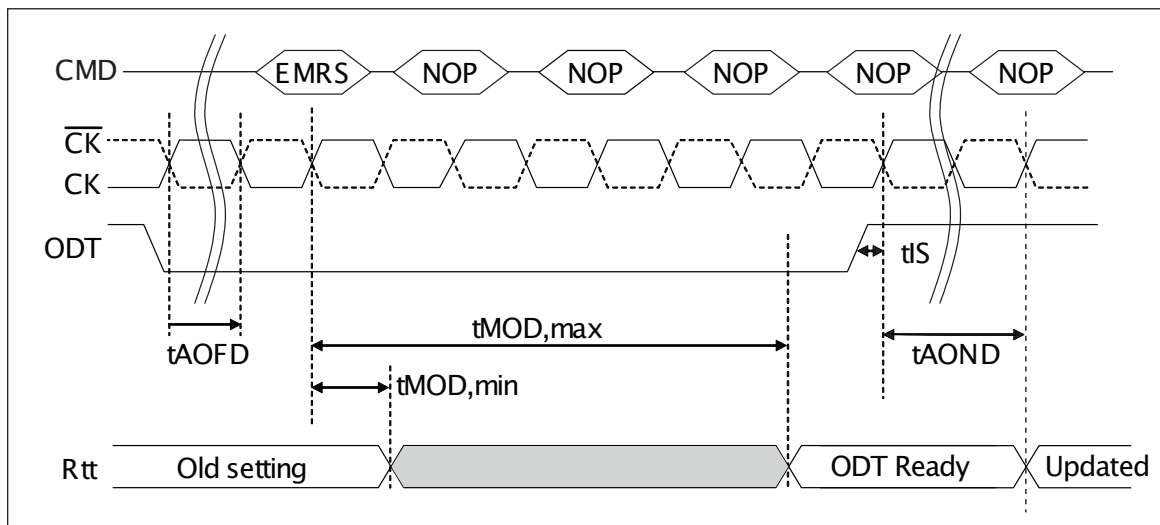 CMD EMRS NOP NOP NOP NOP NOP
CK
CK
ODT
tIS
tMOD,max
tAOFD
tAOND
tMOD,min
Rtt Old setting ODT Ready Updated